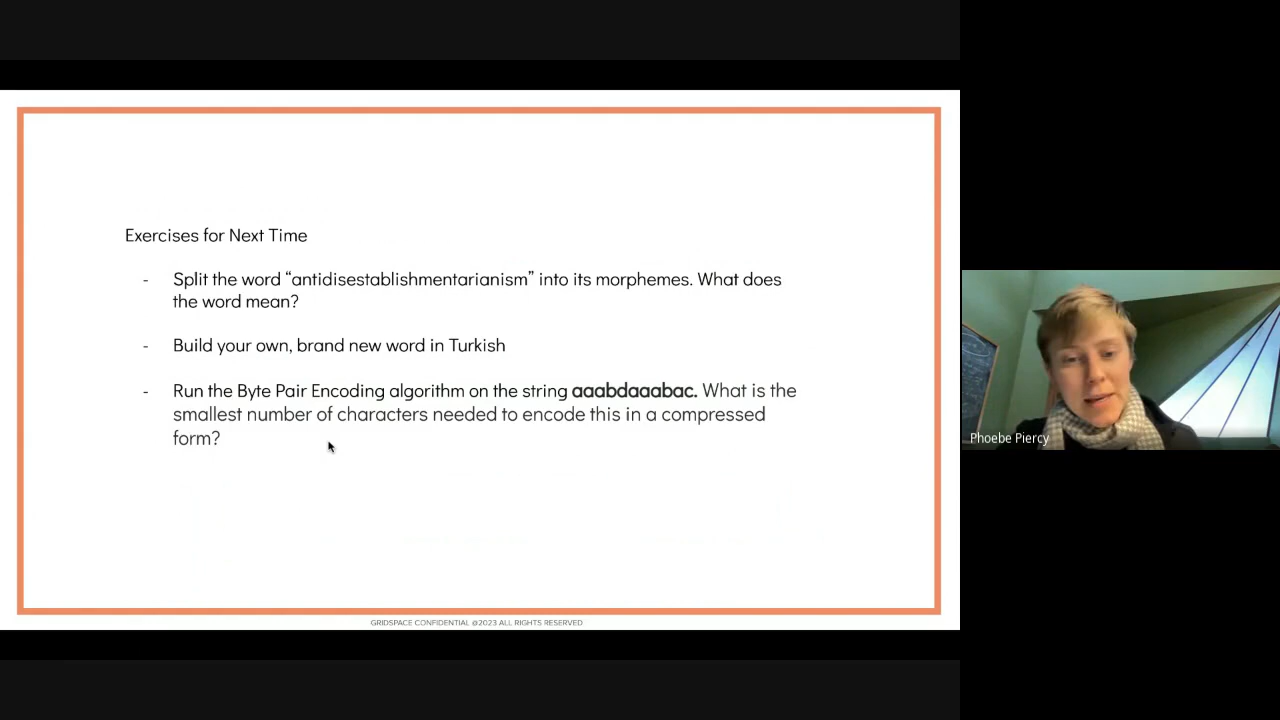 Exercises for Next Time
- Split the word “antidisestablishmentarianism” into its morphemes. What does
the word mean?
- Build your own, brand new word in Turkish
- Run the Byte Pair Encoding algorithm on the string aaabdaaabac. What is the
smallest number of characters needed to encode this in a compressed
form?
GRIDSPACE CONFIDENTIAL @2023 ALL RIGHTS RESERVED
Phoebe Piercy